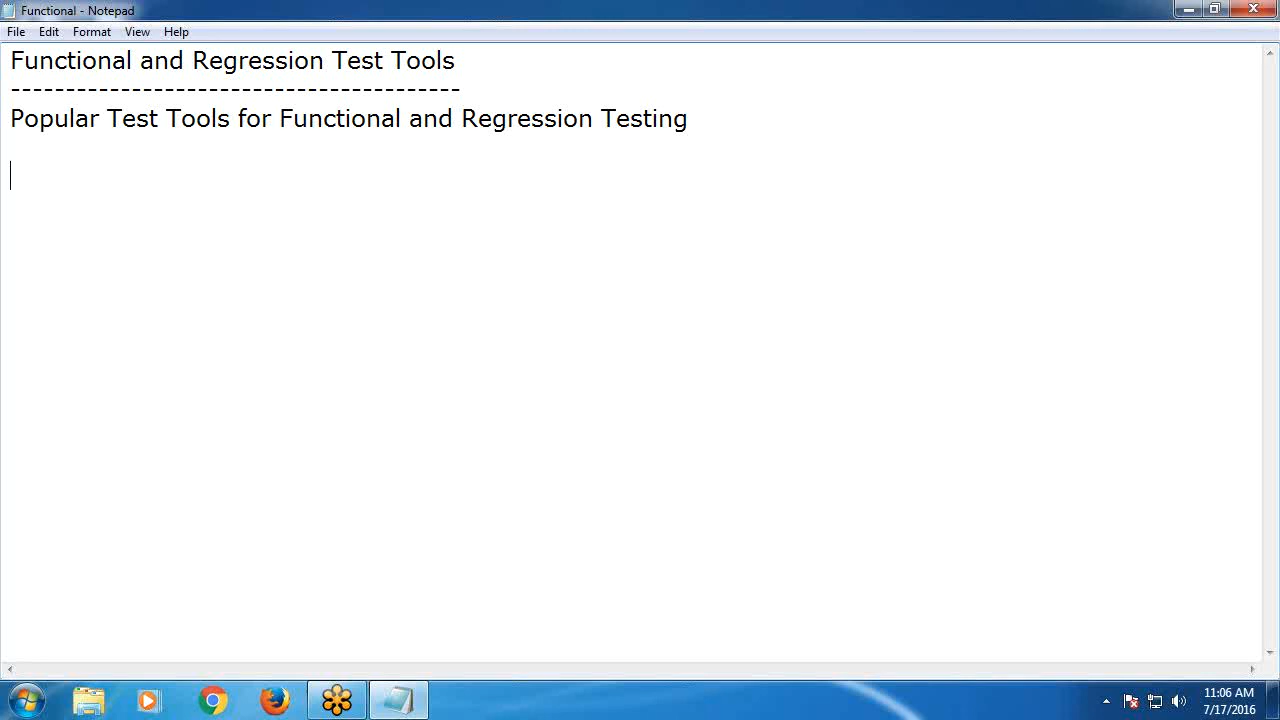 Functional - Notepad
File Edit Format View Help
Functional and Regression Test Tools
-----------------------------------------
Popular Test Tools for Functional and Regression Testing
11:06 AM
7/17/2016